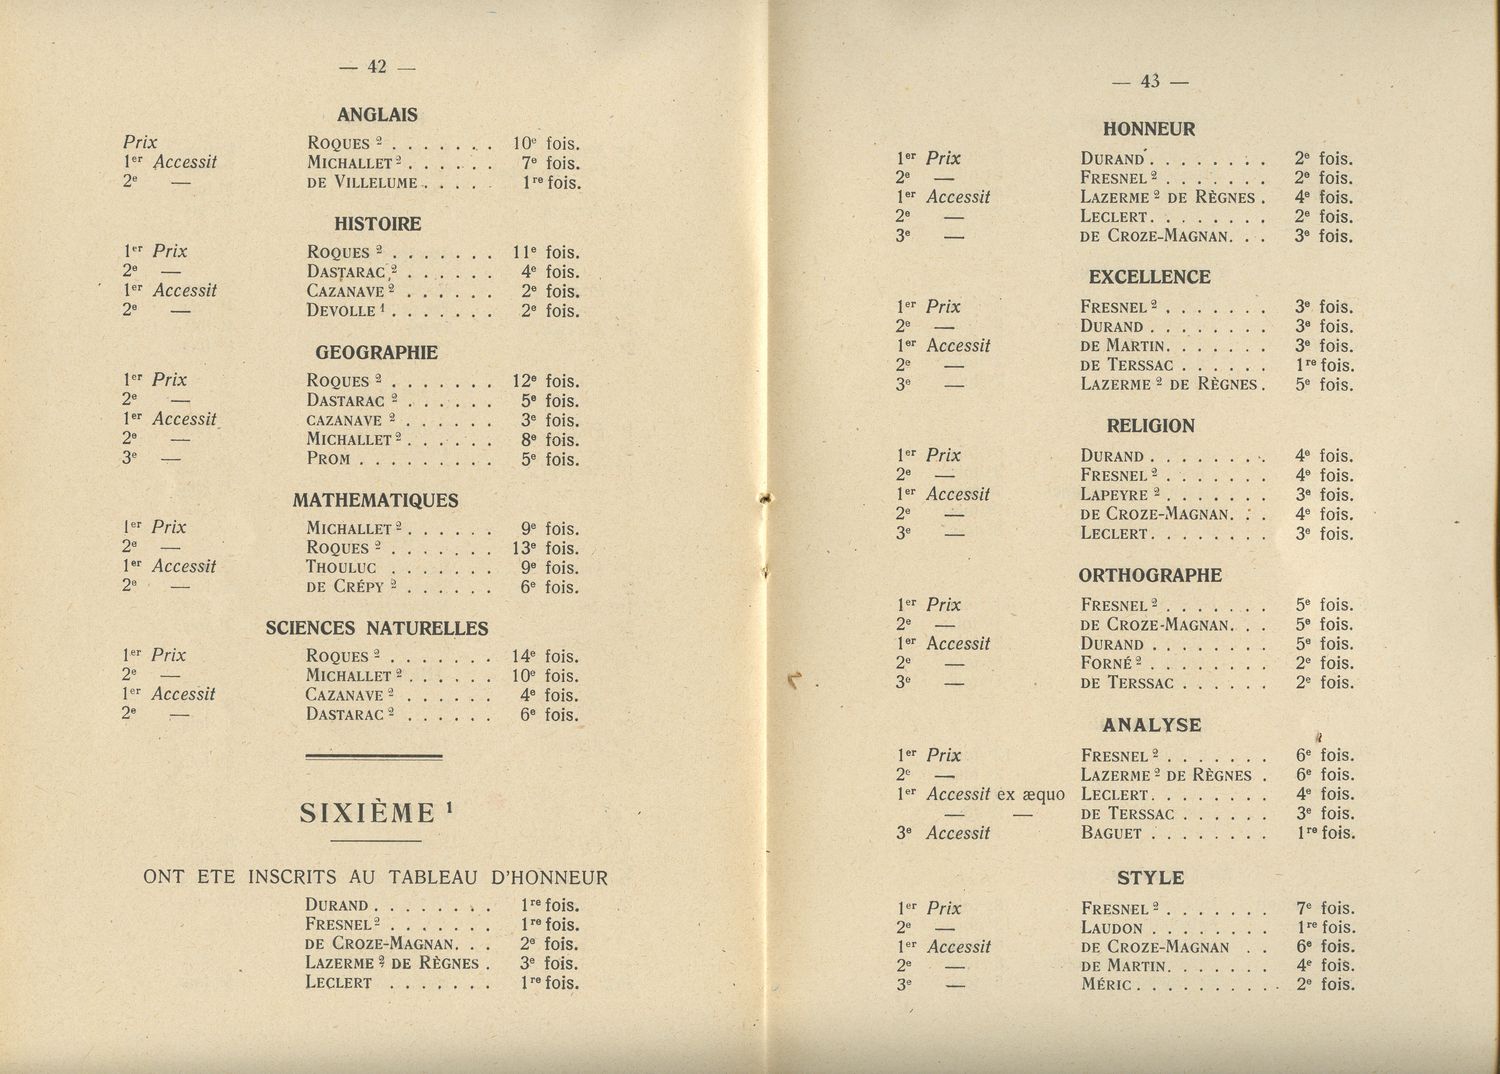 — 42 —
ANGLAIS
Prix ROQUES ² . . . . . . . 10e fois.
1er Accessit MICHALLET ² . . . . . . 7e fois.
2e — DE VILLELUME . . . . . 1re fois.
HISTOIRE
1er Prix ROQUES ² . . . . . . . 11e fois.
2e — DASTARAC ² . . . . . . 4e fois.
1er Accessit CAZANAVE ² . . . . . . 2e fois.
2e — DEVOLLE ¹ . . . . . . . 2e fois.
GEOGRAPHIE
1er Prix ROQUES ² . . . . . . . 12e fois.
2e — DASTARAC ² . . . . . . 5e fois.
1er Accessit CAZANAVE ² . . . . . . 3e fois.
2e — MICHALLET ² . . . . . . 8e fois.
3e — PROM . . . . . . . . . 5e fois.
MATHEMATIQUES
1er Prix MICHALLET ² . . . . . . 9e fois.
2e — ROQUES ² . . . . . . . 13e fois.
1er Accessit THOULUC . . . . . . . 9e fois.
2e — DE CRÉPY ² . . . . . . 6e fois.
SCIENCES NATURELLES
1er Prix ROQUES ² . . . . . . . 14e fois.
2e — MICHALLET ² . . . . . . 10e fois.
1er Accessit CAZANAVE ² . . . . . . 4e fois.
2e — DASTARAC ² . . . . . . 6e fois.
SIXIÈME ¹
ONT ETE INSCRITS AU TABLEAU D'HONNEUR
DURAND . . . . . . . . 1re fois.
FRESNEL ² . . . . . . . 1re fois.
DE CROZE-MAGNAN. . . 2e fois.
LAZERME ² DE RÈGNES . 3e fois.
LECLERT . . . . . . . 1re fois.
— 43 —
HONNEUR
1er Prix DURAND . . . . . . . . 2e fois.
2e — FRESNEL ² . . . . . . . 2e fois.
1er Accessit LAZERME ² DE RÈGNES . 4e fois.
2e — LECLERT. . . . . . . . 2e fois.
3e — DE CROZE-MAGNAN. . . 3e fois.
EXCELLENCE
1er Prix FRESNEL ² . . . . . . . 3e fois.
2e — DURAND . . . . . . . . 3e fois.
1er Accessit DE MARTIN. . . . . . . 3e fois.
2e — DE TERSSAC . . . . . . 1re fois.
3e — LAZERME ² DE RÈGNES . 5e fois.
RELIGION
1er Prix DURAND . . . . . . . . 4e fois.
2e — FRESNEL ² . . . . . . . 4e fois.
1er Accessit LAPEYRE ² . . . . . . . 3e fois.
2e — DE CROZE-MAGNAN. . . 4e fois.
3e — LECLERT. . . . . . . . 3e fois.
ORTHOGRAPHE
1er Prix FRESNEL ² . . . . . . . 5e fois.
2e — DE CROZE-MAGNAN. . . 5e fois.
1er Accessit DURAND . . . . . . . . 5e fois.
2e — FORNÉ ² . . . . . . . . 2e fois.
3e — DE TERSSAC . . . . . . 2e fois.
ANALYSE
1er Prix FRESNEL ² . . . . . . . 6e fois.
2e — LAZERME ² DE RÈGNES . 6e fois.
1er Accessit ex æquo LECLERT. . . . . . . . 4e fois.
— — DE TERSSAC . . . . . . 3e fois.
3e Accessit BAGUET . . . . . . . . 1re fois.
STYLE
1er Prix FRESNEL ² . . . . . . . 7e fois.
2e — LAUDON . . . . . . . . 1re fois.
1er Accessit DE CROZE-MAGNAN . . 6e fois.
2e — DE MARTIN. . . . . . . 4e fois.
3e — MÉRIC . . . . . . . . . . 2e fois.